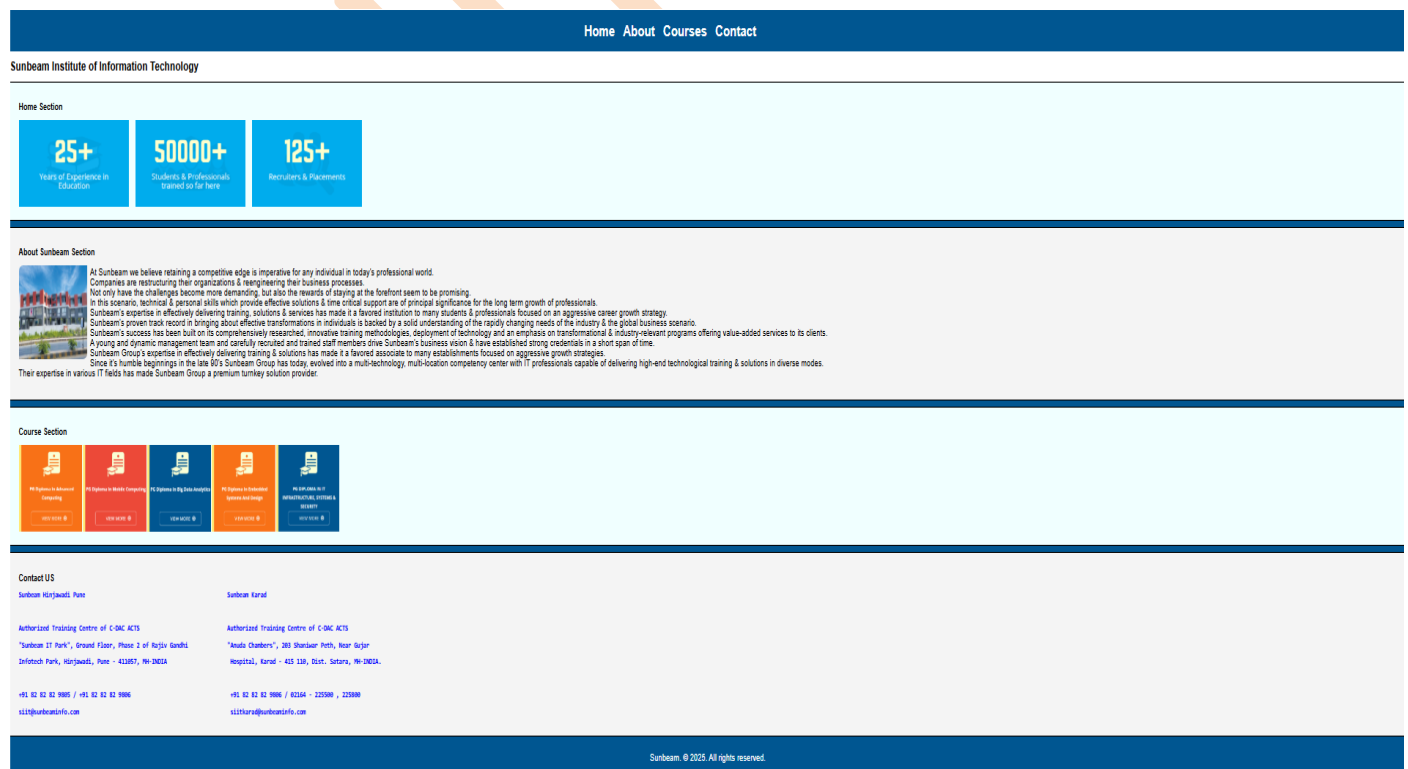 Home About Courses Contact
Sunbeam Institute of Information Technology
Home Section
25+
Years of Experience in
Education
50000+
Students & Professionals
trained so far here
125+
Recruiters & Placements
About Sunbeam Section
At Sunbeam we believe retaining a competitive edge is imperative for any individual in today's professional world.
Companies are restructuring their organizations & reengineering their business processes.
Not only have the challenges become more demanding, but also the rewards of staying at the forefront seem to be promising.
In this scenario, technical & personal skills which provide effective solutions & time critical support are of principal significance for the long term growth of professionals.
Sunbeam's expertise in effectively delivering training, solutions & services has made it a favored institution to many students & professionals focused on an aggressive career growth strategy.
Sunbeam's proven track record in bringing about effective transformations in individuals is backed by a solid understanding of the rapidly changing needs of the industry & the global business scenario.
Sunbeam's success has been built on its comprehensively researched, innovative training methodologies, deployment of technology and an emphasis on transformational & industry-relevant programs offering value-added services to its clients.
A young and dynamic management team and carefully recruited and trained staff members drive Sunbeam's business vision & have established strong credentials in a short span of time.
Sunbeam Group's expertise in effectively delivering training & solutions has made it a favored associate to many establishments focused on aggressive growth strategies.
Since it's humble beginnings in the late 90's Sunbeam Group has today, evolved into a multi-technology, multi-location competency center with IT professionals capable of delivering high-end technological training & solutions in diverse modes.
Their expertise in various IT fields has made Sunbeam Group a premium turnkey solution provider.
Course Section
PG Diploma in Advanced
Computing
VIEW MORE
PG Diploma in Mobile Computing
VIEW MORE
PG Diploma in Big Data Analytics
VIEW MORE
PG Diploma in Embedded
Systems And Design
VIEW MORE
PG DIPLOMA IN IT
INFRASTRUCTURE, SYSTEMS &
SECURITY
VIEW MORE
Contact US
Sunbeam Hinjawadi Pune
Authorized Training Centre of C-DAC ACTS
"Sunbeam IT Park", Ground Floor, Phase 2 of Rajiv Gandhi
Infotech Park, Hinjawadi, Pune - 411057, MH-INDIA
+91 82 82 82 9805 / +91 82 82 82 9806
siit@sunbeaminfo.com
Sunbeam Karad
Authorized Training Centre of C-DAC ACTS
"Anuda Chambers", 203 Shaniwar Peth, Near Gujar
Hospital, Karad - 415 110, Dist. Satara, MH-INDIA.
+91 82 82 82 9806 / 02164 - 225500 , 225800
siitkarad@sunbeaminfo.com
Sunbeam. © 2025. All rights reserved.